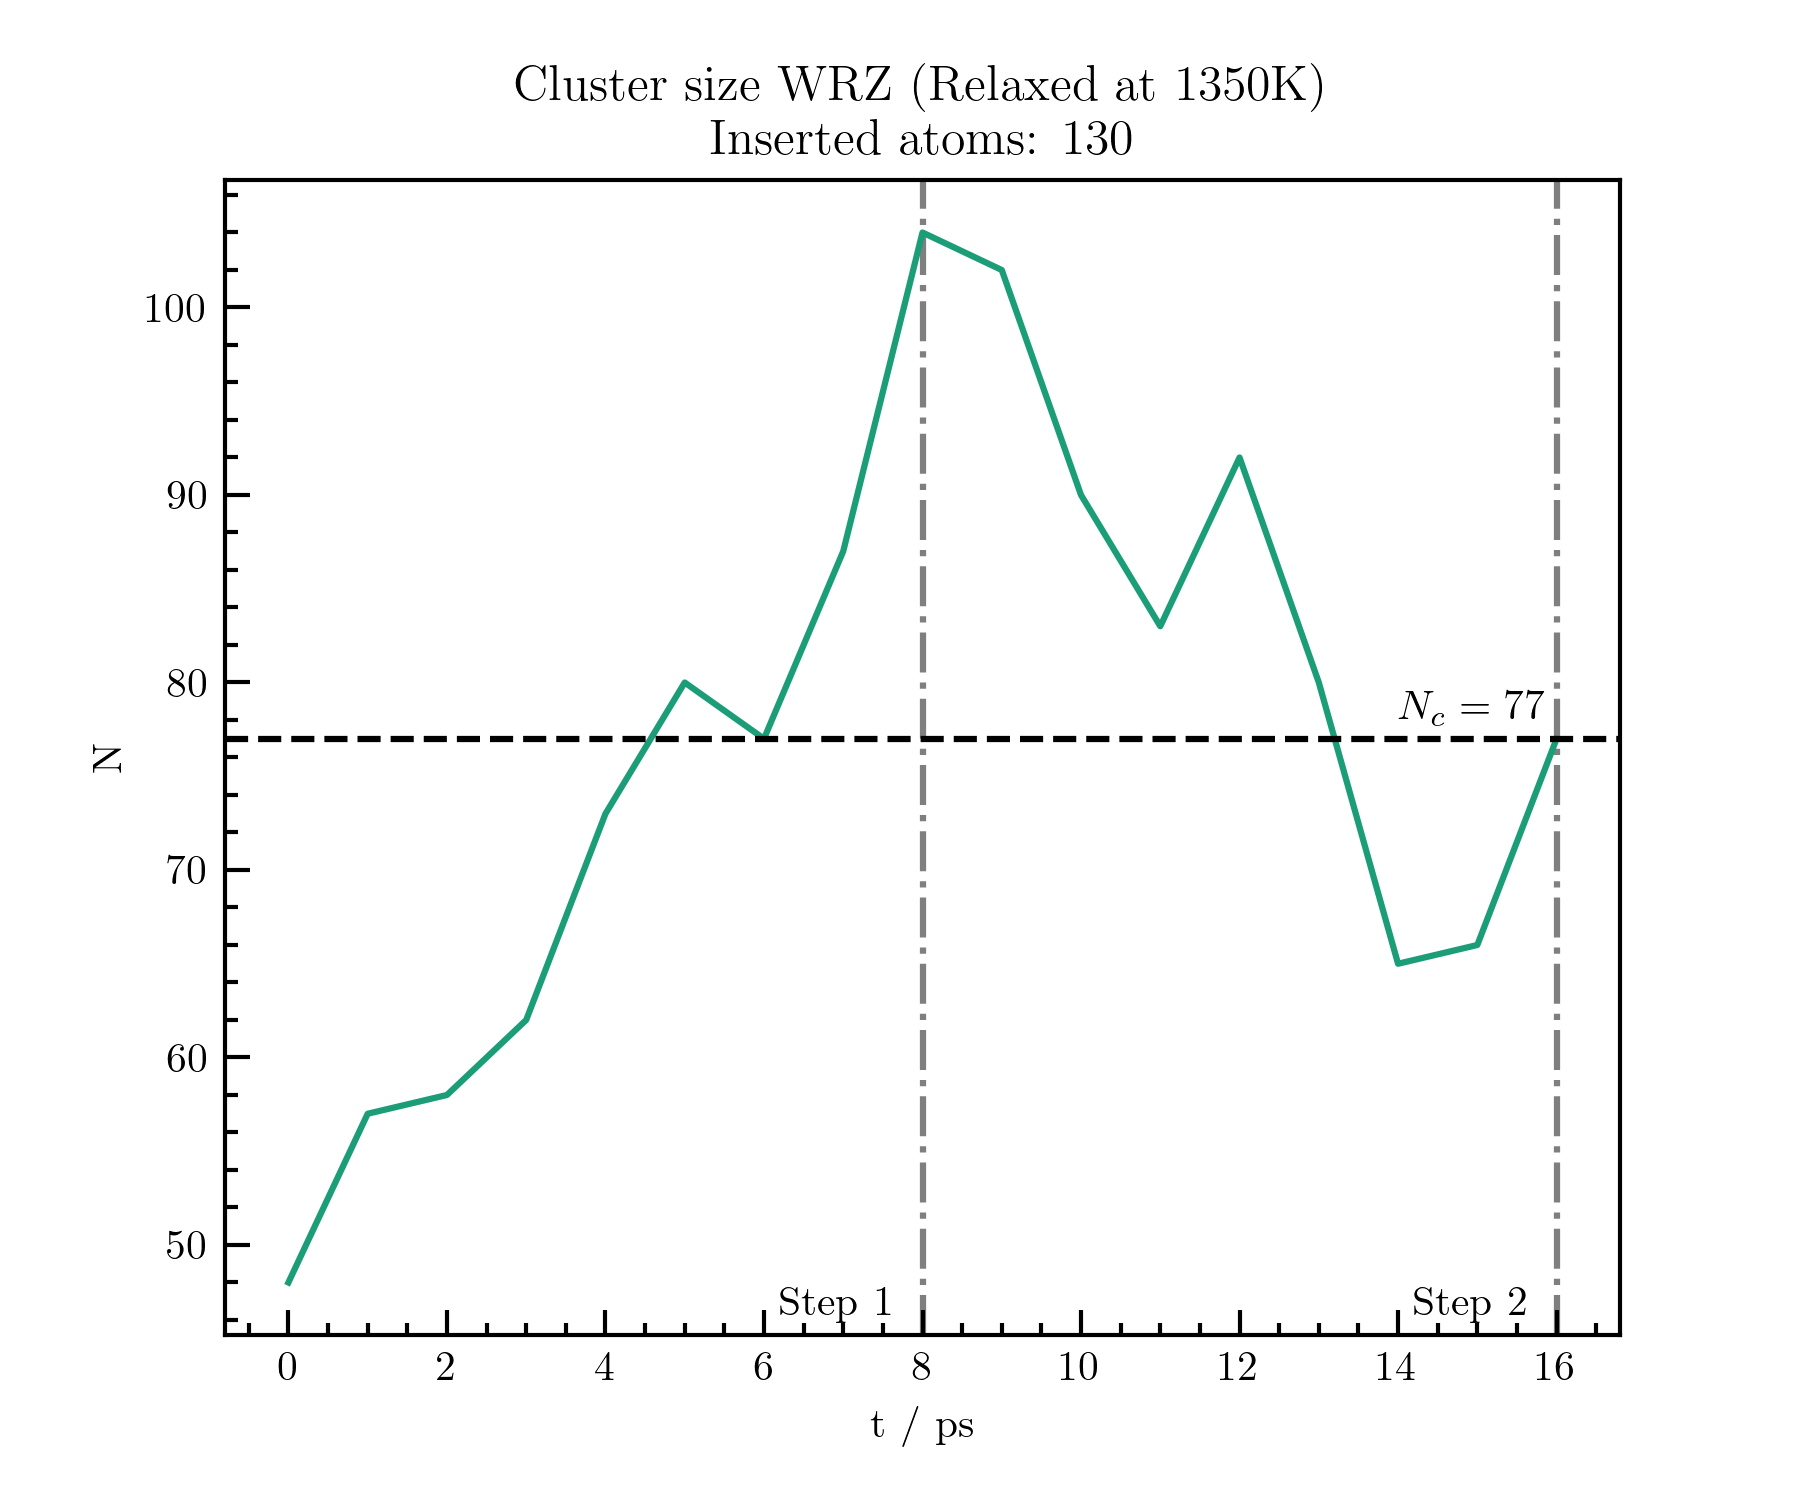 Cluster size WRZ (Relaxed at 1350K)
Inserted atoms: 130
100
90
80
70
60
50
N
N_c = 77
Step 1
Step 2
0 2 4 6 8 10 12 14 16
t / ps